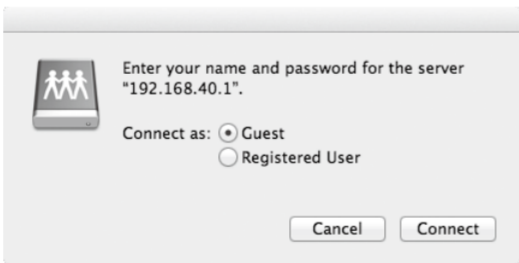 Enter your name and password for the server
"192.168.40.1".
Connect as: Guest
Registered User
Cancel Connect